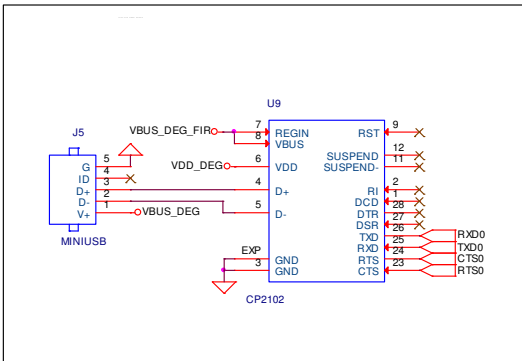 U9
J5
MINIUSB
5 G
4 ID
3 D+
2 D-
1 V+
VBUS_DEG
VBUS_DEG_FIR
VDD_DEG
7 REGIN
8 VBUS
6 VDD
4 D+
5 D-
EXP GND
3 GND
RST 9
SUSPEND 12
SUSPEND- 11
RI 2
DCD 1
DTR 28
DSR 27
TXD 26 RXD0
RXD 25 TXD0
RTS 24 CTS0
CTS 23 RTS0
CP2102